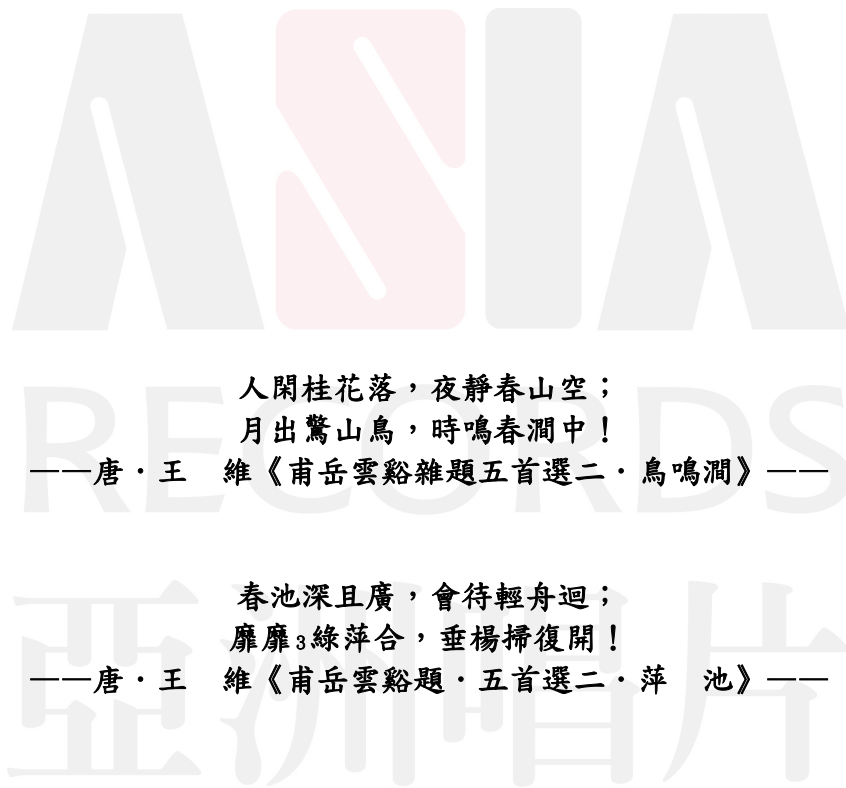 ASIA
人閑桂花落，夜靜春山空；
月出驚山鳥，時鳴春澗中！
——唐．王　維《甫岳雲谿雜題五首選二．鳥鳴澗》——
RECORDS
春池深且廣，會待輕舟迴；
靡靡3綠萍合，垂楊掃復開！
——唐．王　維《甫岳雲谿題．五首選二．萍　池》——
亞洲唱片